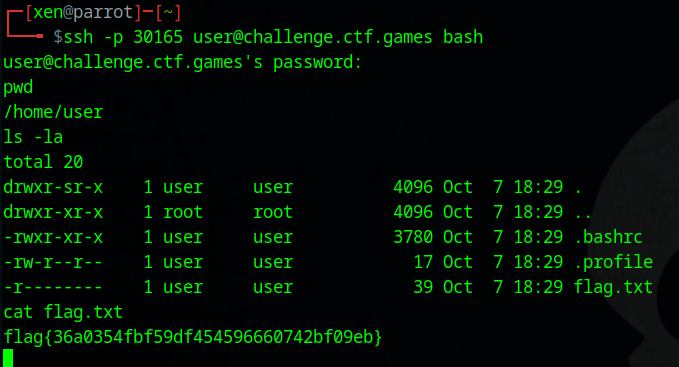 ┌─[xen@parrot]─[~]
└──╼ $ssh -p 30165 user@challenge.ctf.games bash
user@challenge.ctf.games's password:
pwd
/home/user
ls -la
total 20
drwxr-sr-x    1 user     user          4096 Oct  7 18:29 .
drwxr-xr-x    1 root     root          4096 Oct  7 18:29 ..
-rwxr-xr-x    1 user     user          3780 Oct  7 18:29 .bashrc
-rw-r--r--    1 user     user            17 Oct  7 18:29 .profile
-r--------    1 user     user            39 Oct  7 18:29 flag.txt
cat flag.txt
flag{36a0354fbf59df454596660742bf09eb}